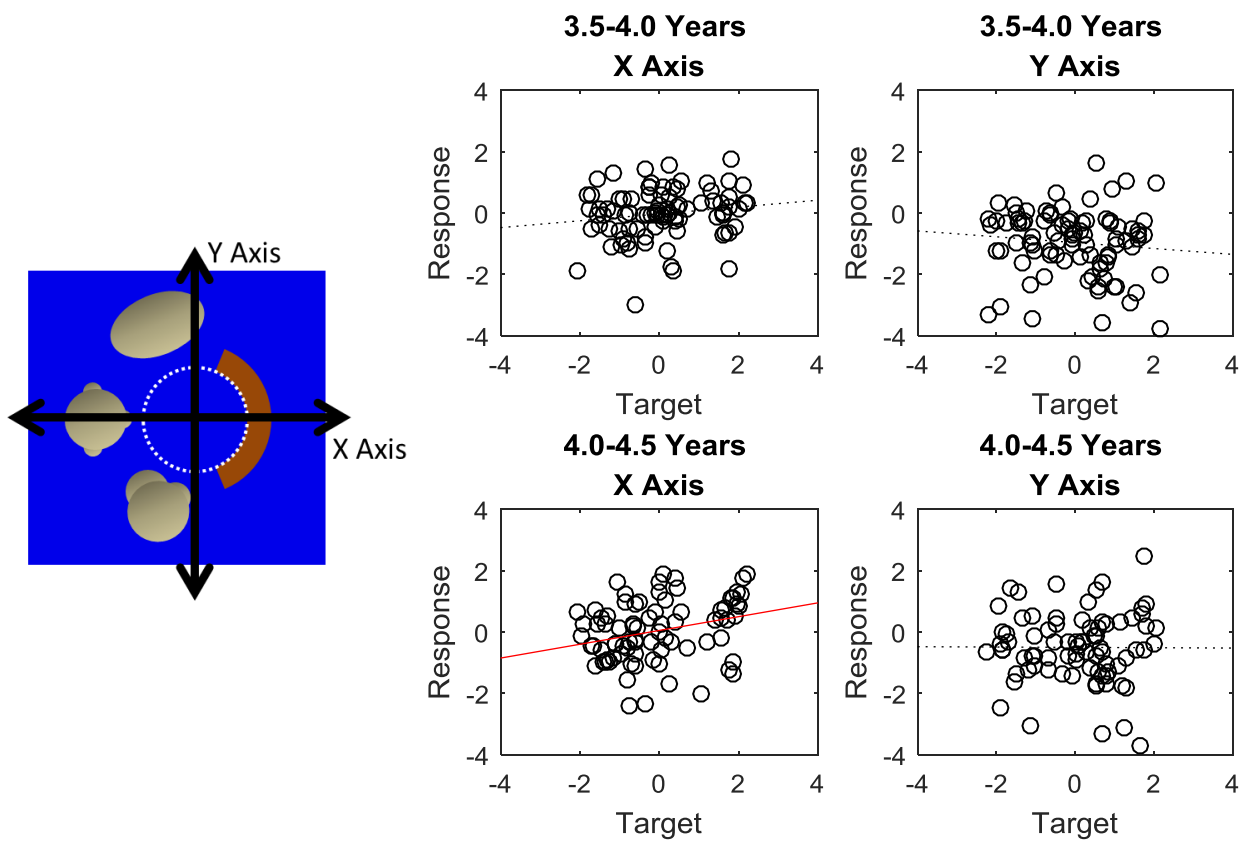 Y Axis
X Axis
3.5-4.0 Years
X Axis
4
2
0
-2
-4
Response
-4 -2 0 2 4
Target
3.5-4.0 Years
Y Axis
4
2
0
-2
-4
Response
-4 -2 0 2 4
Target
4.0-4.5 Years
X Axis
4
2
0
-2
-4
Response
-4 -2 0 2 4
Target
4.0-4.5 Years
Y Axis
4
2
0
-2
-4
Response
-4 -2 0 2 4
Target